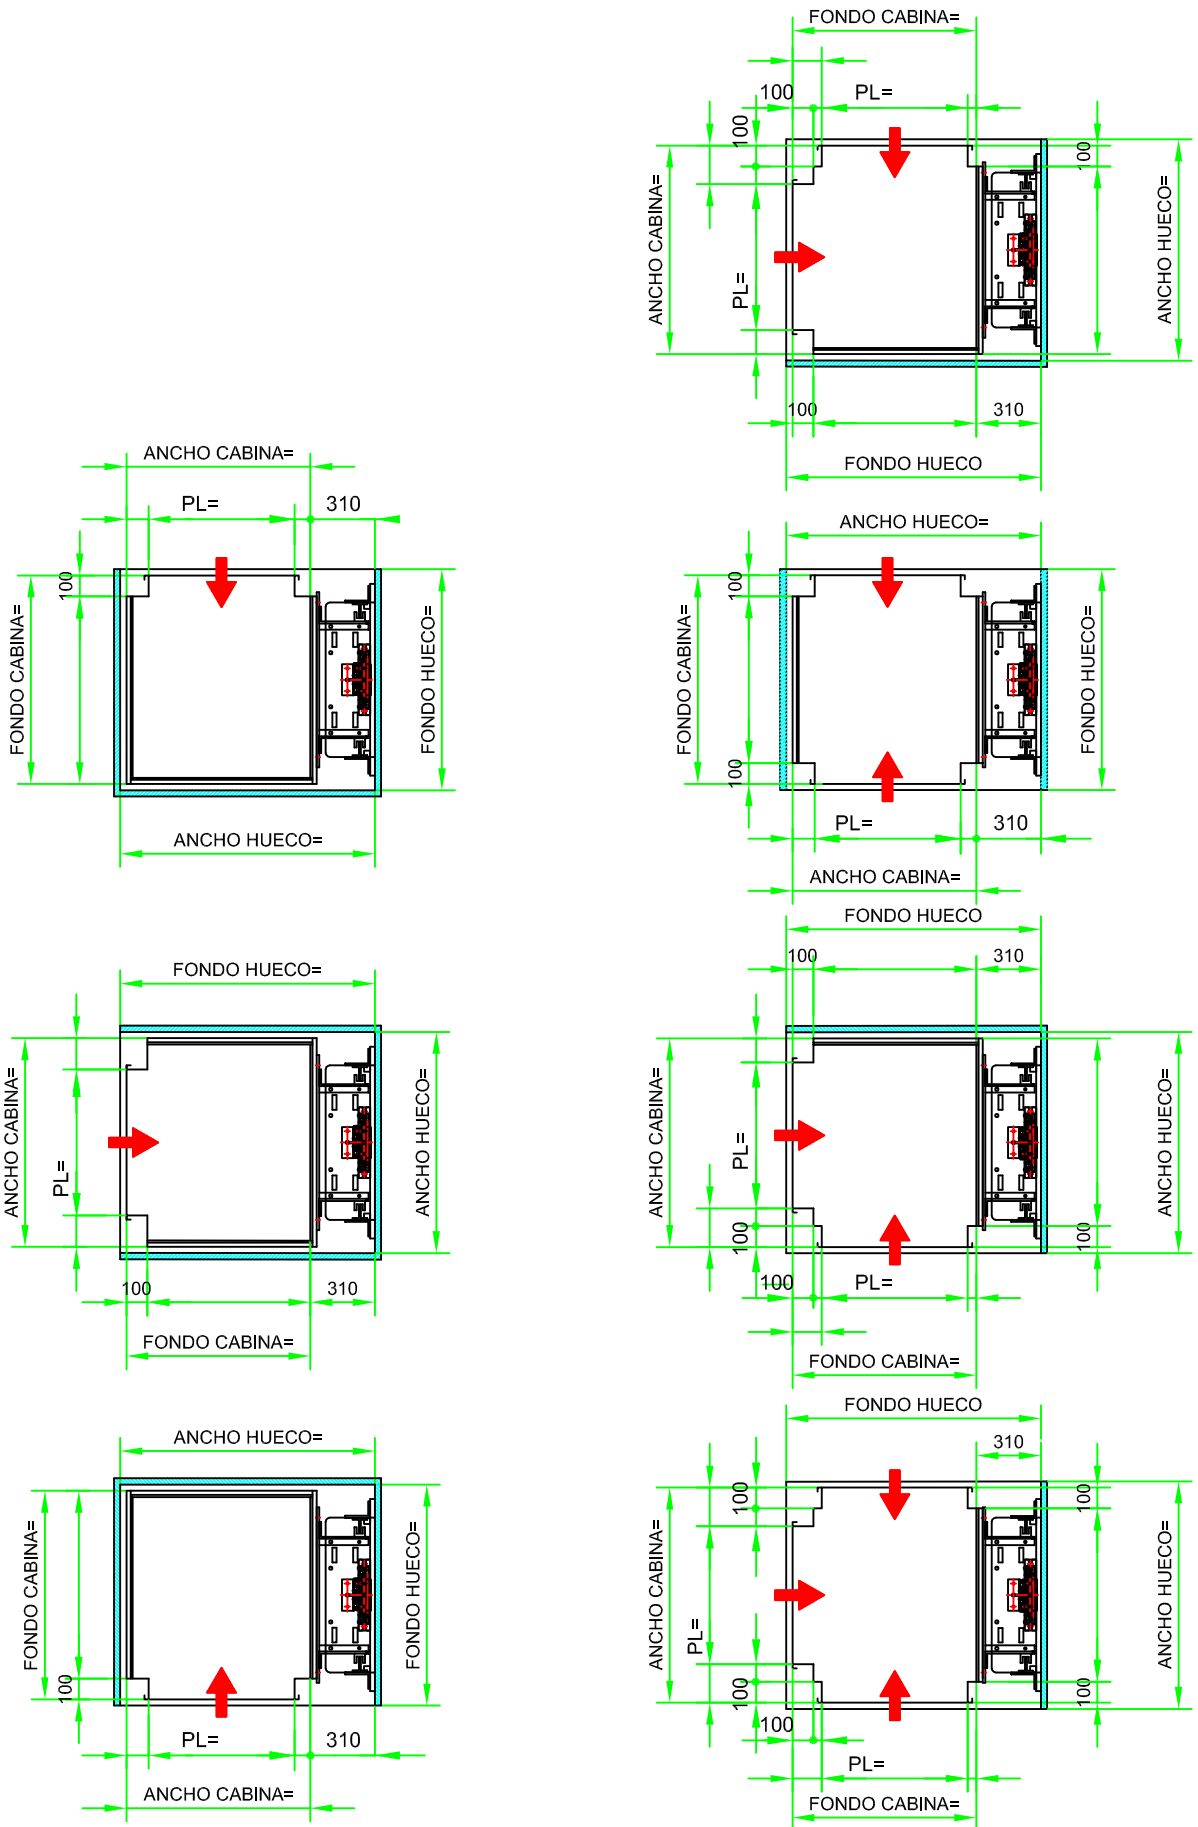 FONDO CABINA=
100
PL=
100
100
ANCHO CABINA=
ANCHO HUECO=
PL=
100
310
FONDO HUECO
ANCHO CABINA=
PL=
310
100
FONDO CABINA=
FONDO HUECO=
ANCHO HUECO=
ANCHO HUECO=
100
FONDO CABINA=
FONDO HUECO=
100
PL=
310
ANCHO CABINA=
FONDO HUECO=
ANCHO CABINA=
ANCHO HUECO=
PL=
100
310
FONDO CABINA=
FONDO HUECO
100
310
ANCHO CABINA=
ANCHO HUECO=
PL=
100
100
100
PL=
FONDO CABINA=
ANCHO HUECO=
FONDO CABINA=
FONDO HUECO=
100
PL=
310
ANCHO CABINA=
FONDO HUECO
310
100
100
ANCHO CABINA=
ANCHO HUECO=
PL=
100
100
100
PL=
FONDO CABINA=